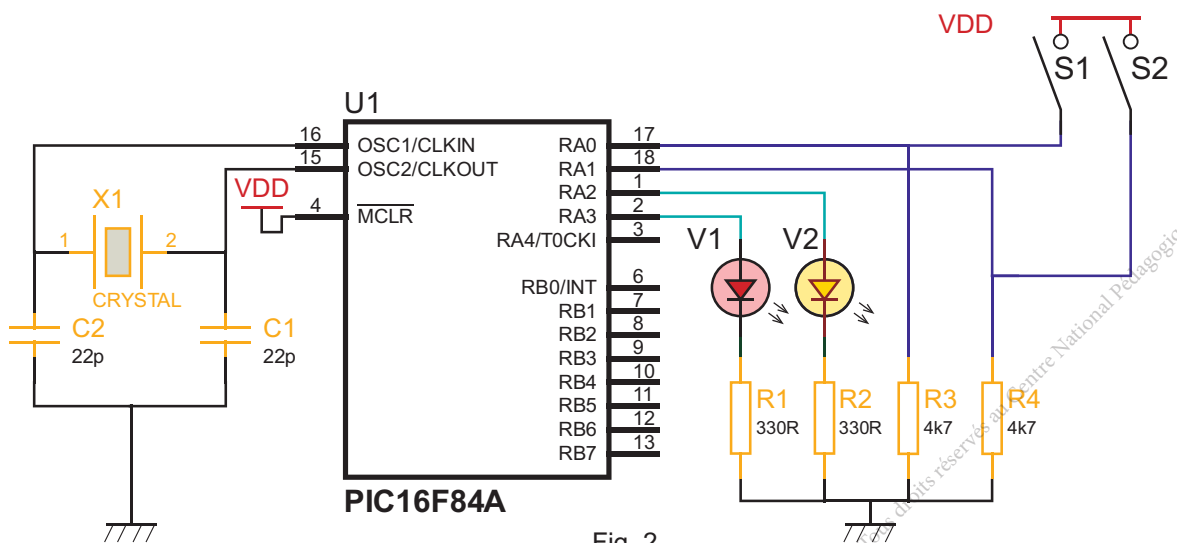 VDD
S1 S2
U1
16 OSC1/CLKIN RA0 17
15 OSC2/CLKOUT RA1 18
VDD RA2 1
4 MCLR RA3 2
RA4/T0CKI 3
X1
1 2
CRYSTAL
V1 V2
RB0/INT 6
RB1 7
RB2 8
RB3 9
RB4 10
RB5 11
RB6 12
RB7 13
C2 C1
22p 22p
R1 R2 R3 R4
330R 330R 4k7 4k7
PIC16F84A
Fig. 2
Tous droits réservés au Centre National Pédagogiq